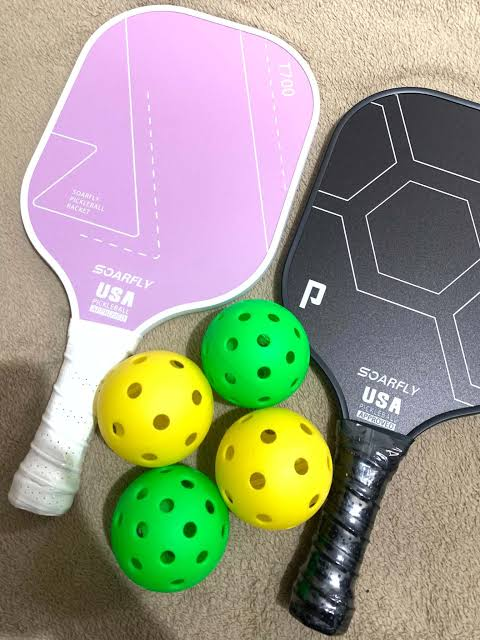 T700
SOARFLY
PICKLEBALL
RACKET
SOARFLY
USA
PICKLEBALL
APPROVED
P
SOARFLY
USA
PICKLEBALL
APPROVED